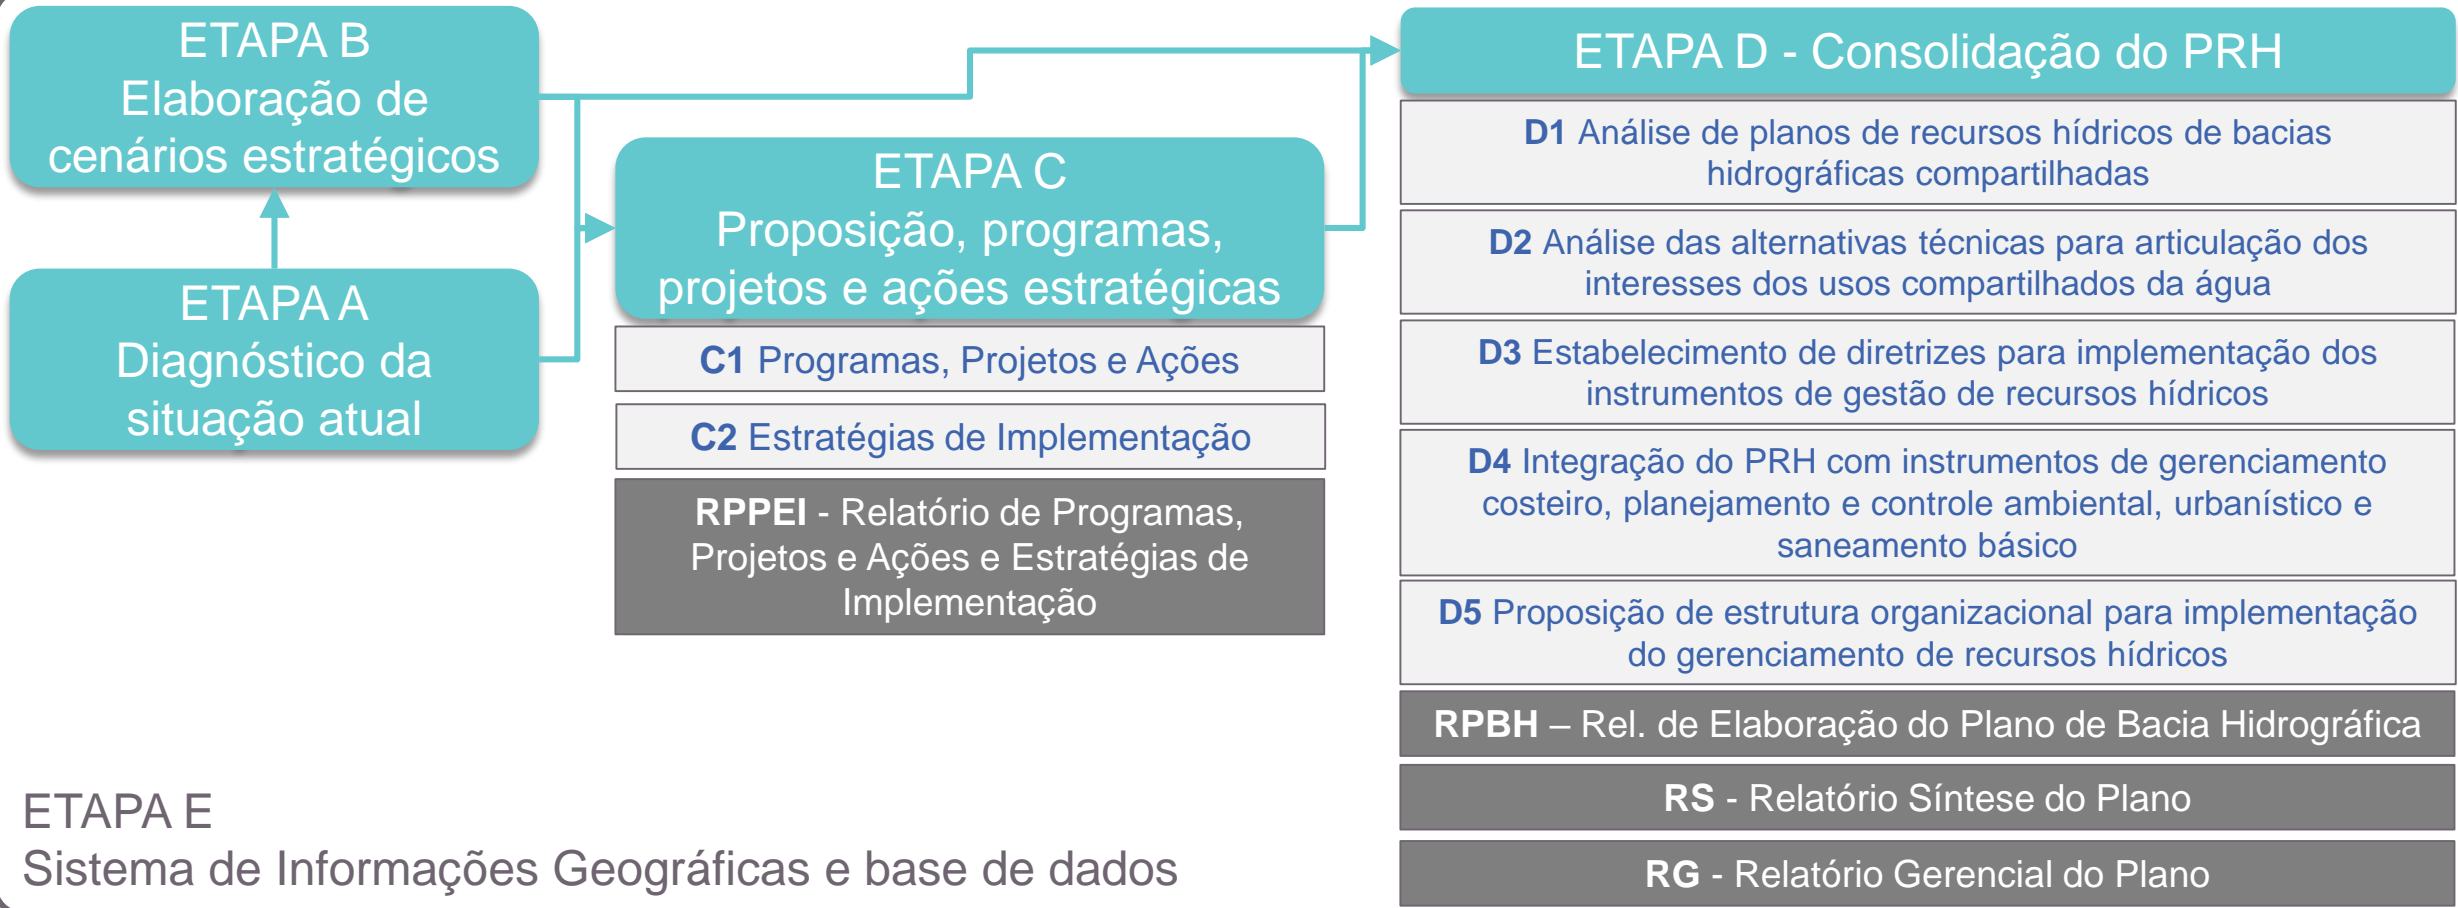 ETAPA B
Elaboração de
cenários estratégicos
ETAPA A
Diagnóstico da
situação atual
ETAPA C
Proposição, programas,
projetos e ações estratégicas
C1 Programas, Projetos e Ações
C2 Estratégias de Implementação
RPPEI - Relatório de Programas,
Projetos e Ações e Estratégias de
Implementação
ETAPA D - Consolidação do PRH
D1 Análise de planos de recursos hídricos de bacias
hidrográficas compartilhadas
D2 Análise das alternativas técnicas para articulação dos
interesses dos usos compartilhados da água
D3 Estabelecimento de diretrizes para implementação dos
instrumentos de gestão de recursos hídricos
D4 Integração do PRH com instrumentos de gerenciamento
costeiro, planejamento e controle ambiental, urbanístico e
saneamento básico
D5 Proposição de estrutura organizacional para implementação
do gerenciamento de recursos hídricos
RPBH – Rel. de Elaboração do Plano de Bacia Hidrográfica
RS - Relatório Síntese do Plano
RG - Relatório Gerencial do Plano
ETAPA E
Sistema de Informações Geográficas e base de dados